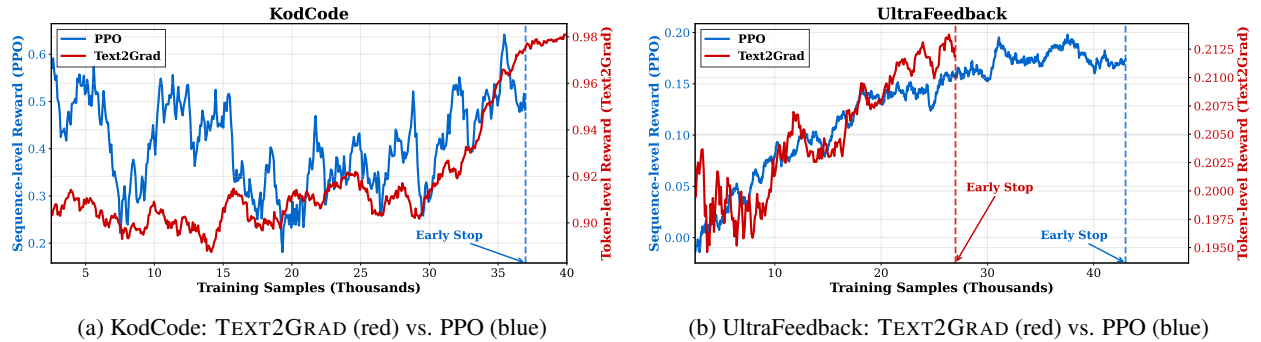 KodCode
PPO
Text2Grad
Sequence-level Reward (PPO)
0.6
0.5
0.4
0.3
0.2
0.98
0.96
0.94
0.92
0.90
Token-level Reward (Text2Grad)
Early Stop
5
10
15
20
25
30
35
40
Training Samples (Thousands)
(a) KodCode: TEXT2GRAD (red) vs. PPO (blue)
UltraFeedback
PPO
Text2Grad
Sequence-level Reward (PPO)
0.20
0.15
0.10
0.05
0.00
0.2125
0.2100
0.2075
0.2050
0.2025
0.2000
0.1975
0.1950
Token-level Reward (Text2Grad)
Early Stop
Early Stop
10
20
30
40
Training Samples (Thousands)
(b) UltraFeedback: TEXT2GRAD (red) vs. PPO (blue)